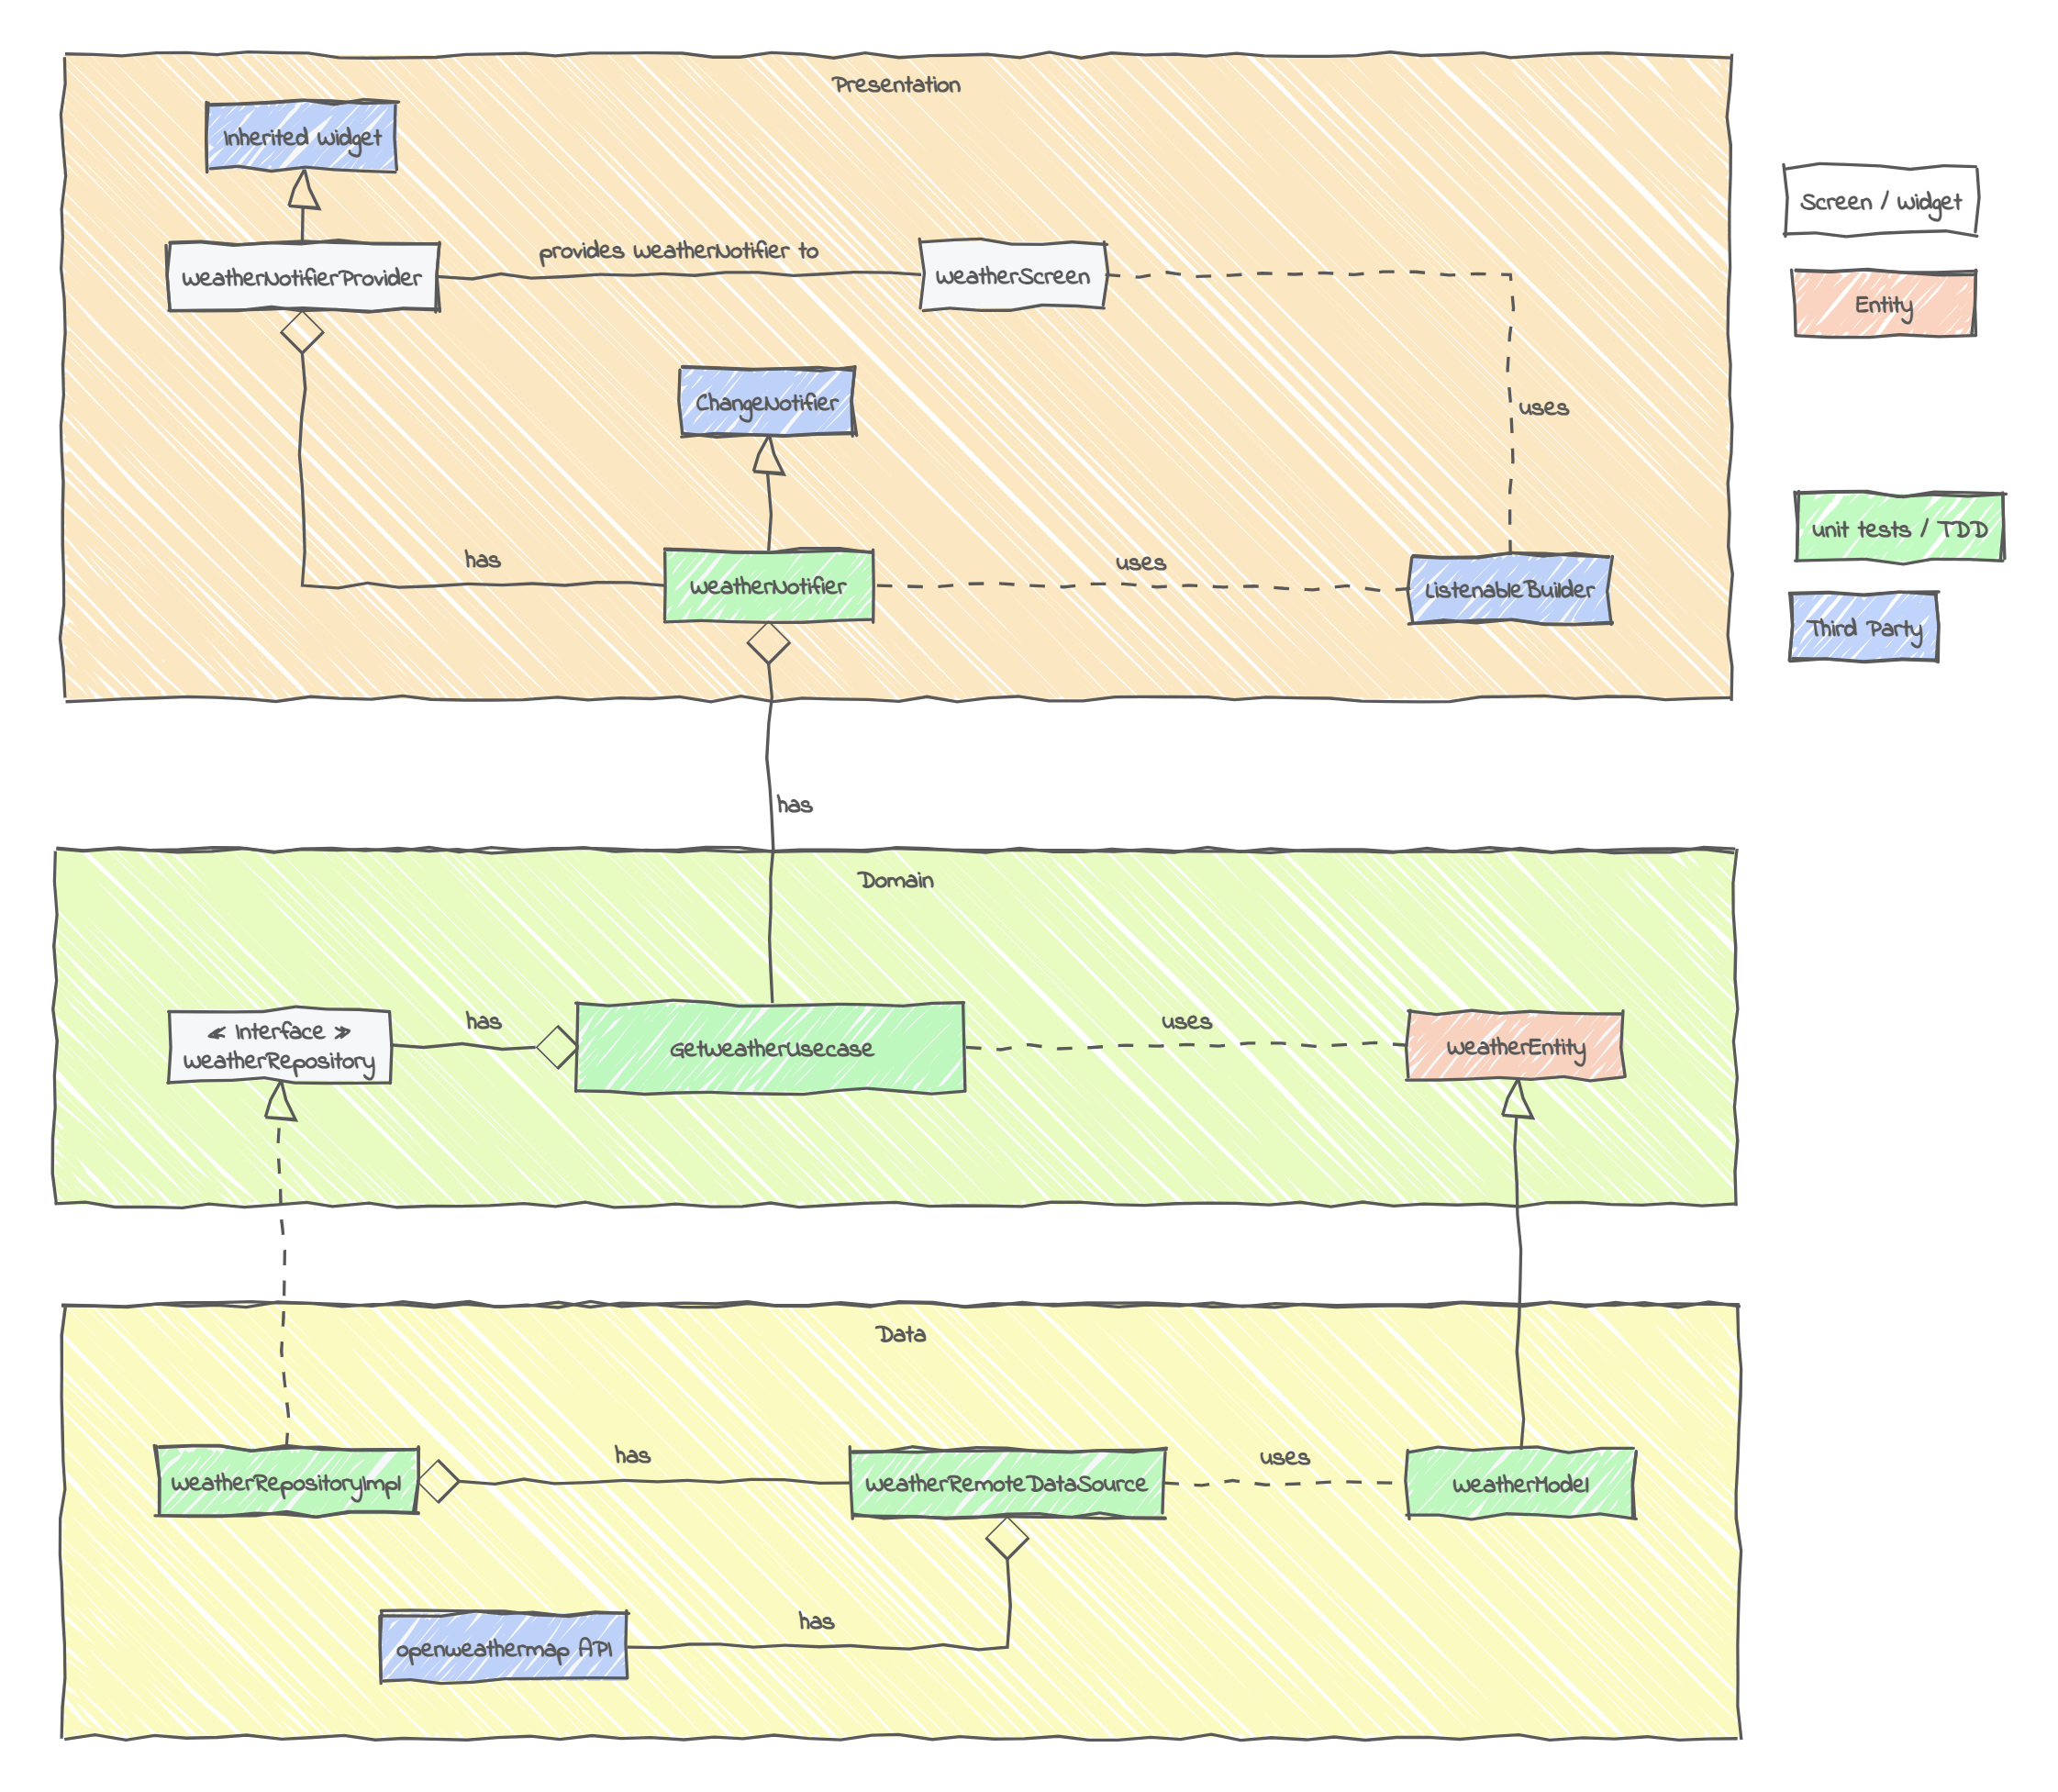 Presentation
Inherited Widget
Screen / Widget
WeatherNotifierProvider
provides WeatherNotifier to
WeatherScreen
Entity
ChangeNotifier
uses
unit tests / TDD
has
WeatherNotifier
uses
ListenableBuilder
Third Party
has
Domain
« Interface »
WeatherRepository
has
GetWeatherUsecase
uses
WeatherEntity
Data
WeatherRepositoryImpl
has
WeatherRemoteDataSource
uses
WeatherModel
openweathermap API
has